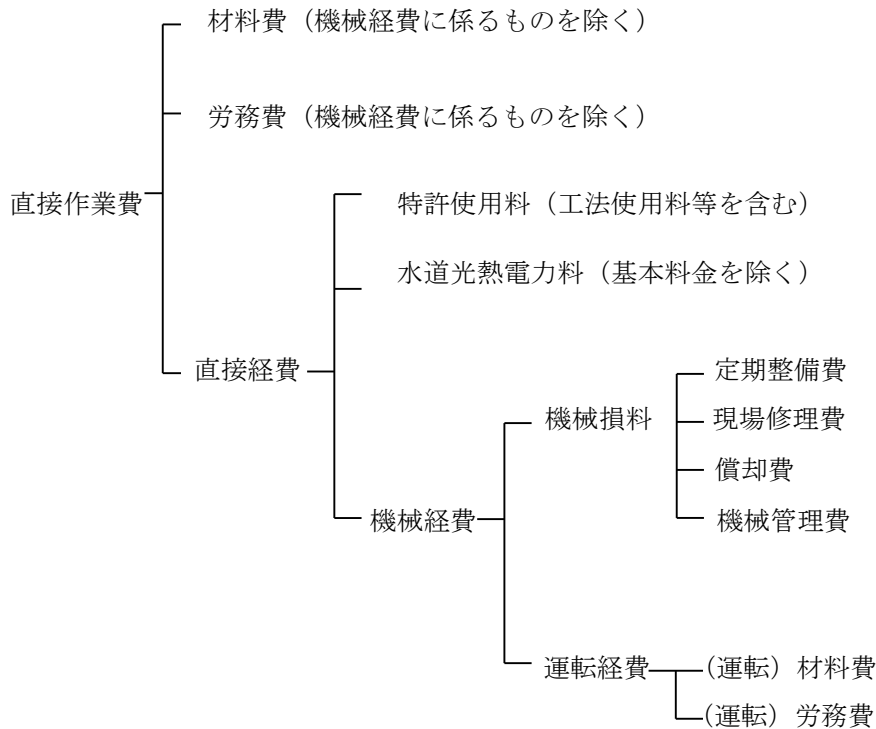 材料費（機械経費に係るものを除く）
労務費（機械経費に係るものを除く）
直接作業費
特許使用料（工法使用料等を含む）
水道光熱電力料（基本料金を除く）
直接経費
定期整備費
機械損料
現場修理費
償却費
機械経費
機械管理費
運転経費
（運転）材料費
（運転）労務費